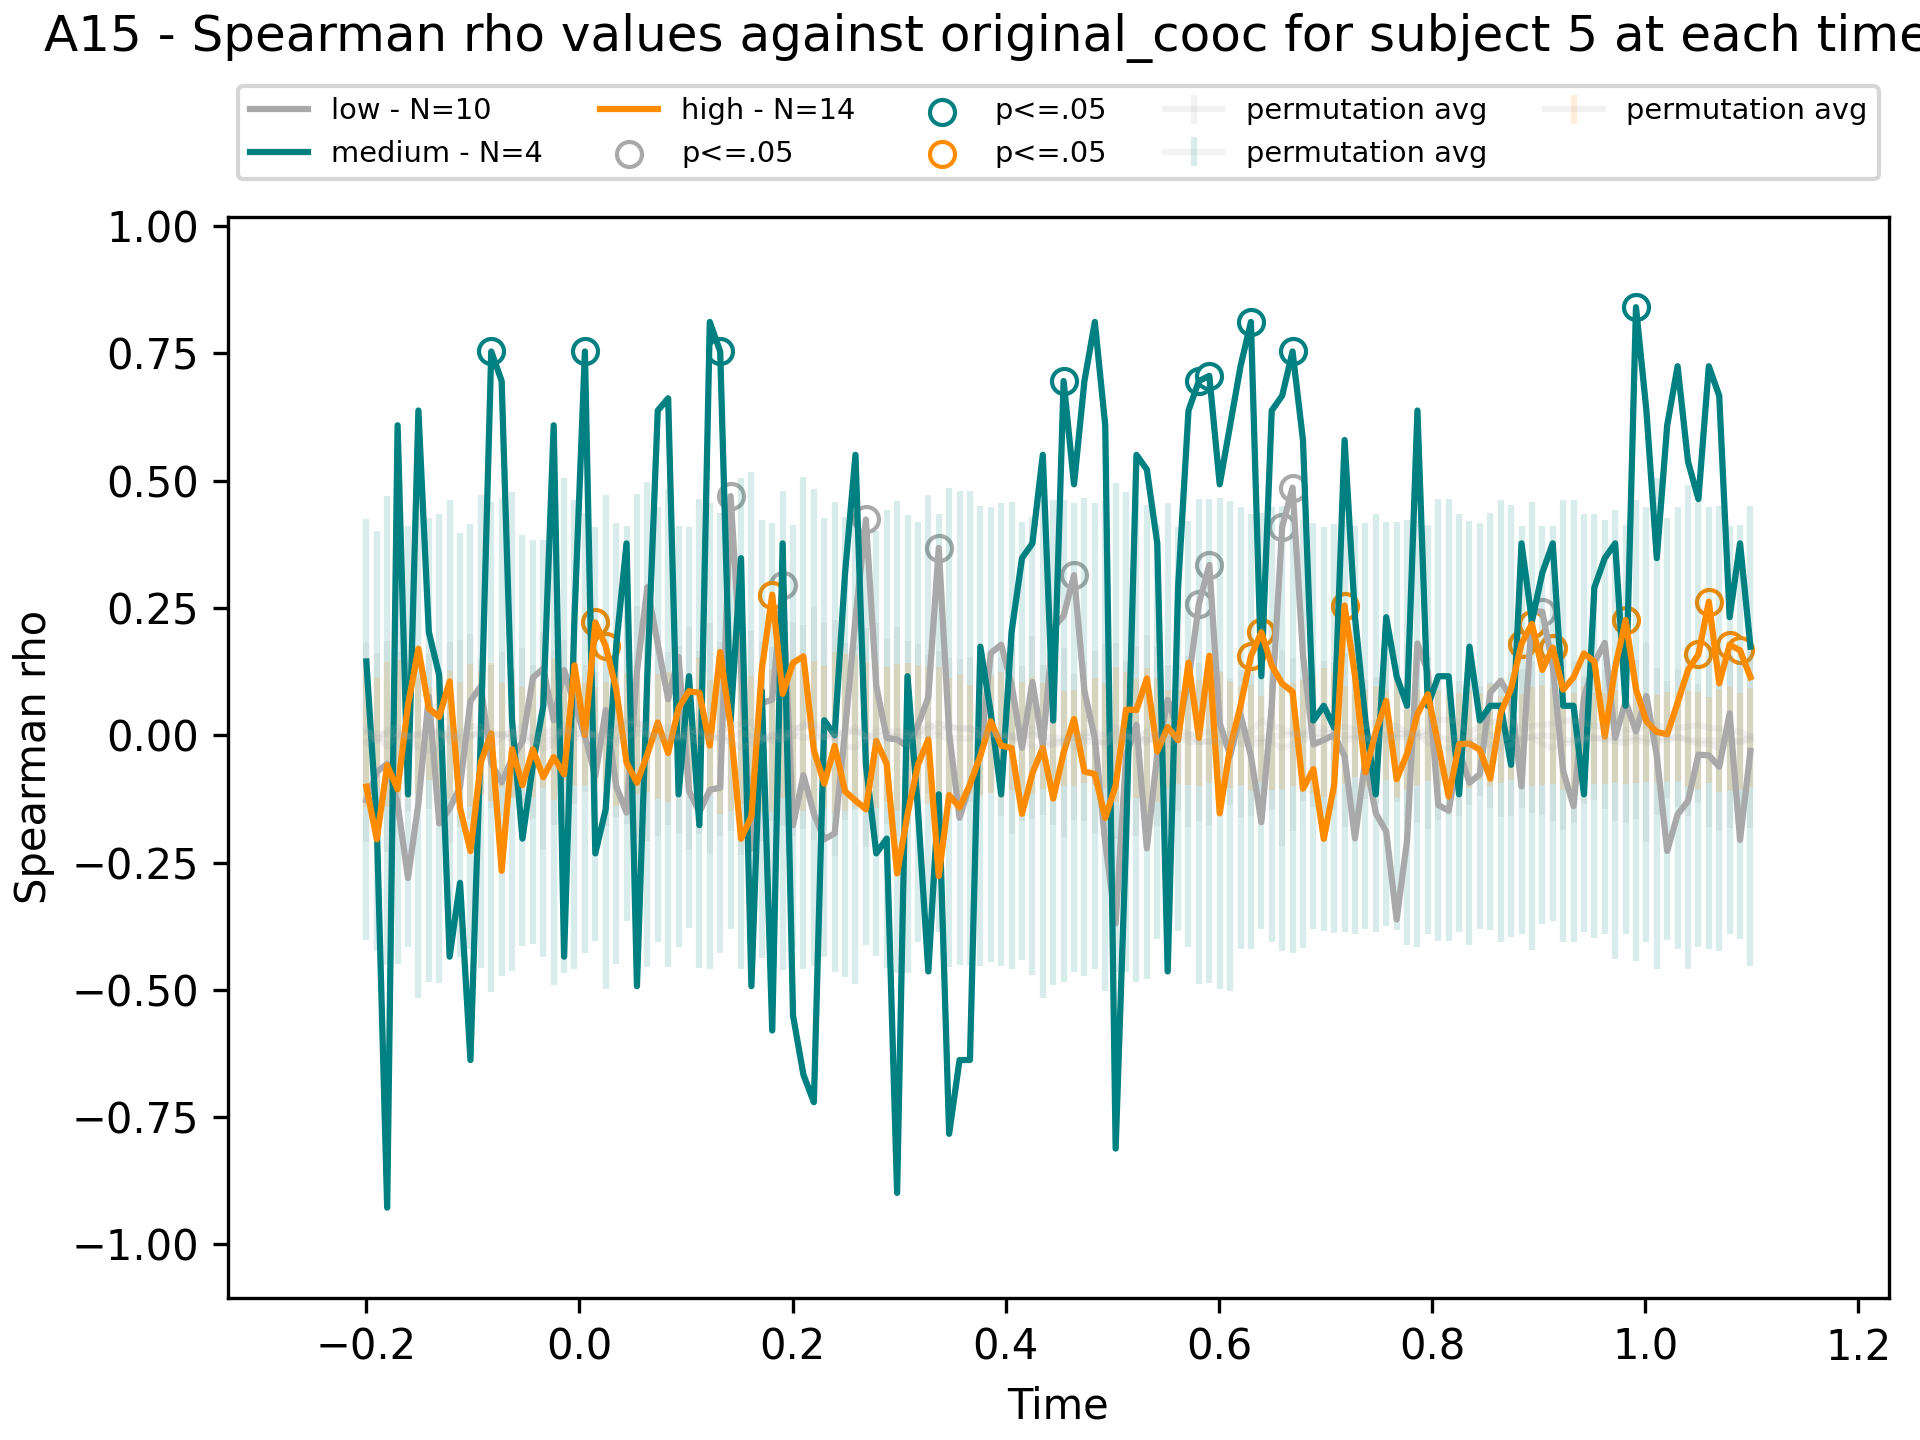 A15 - Spearman rho values against original_cooc for subject 5 at each time
low - N=10
medium - N=4
high - N=14
p<=.05
p<=.05
p<=.05
permutation avg
permutation avg
permutation avg
1.00
0.75
0.50
0.25
0.00
−0.25
−0.50
−0.75
−1.00
Spearman rho
−0.2
0.0
0.2
0.4
0.6
0.8
1.0
1.2
Time